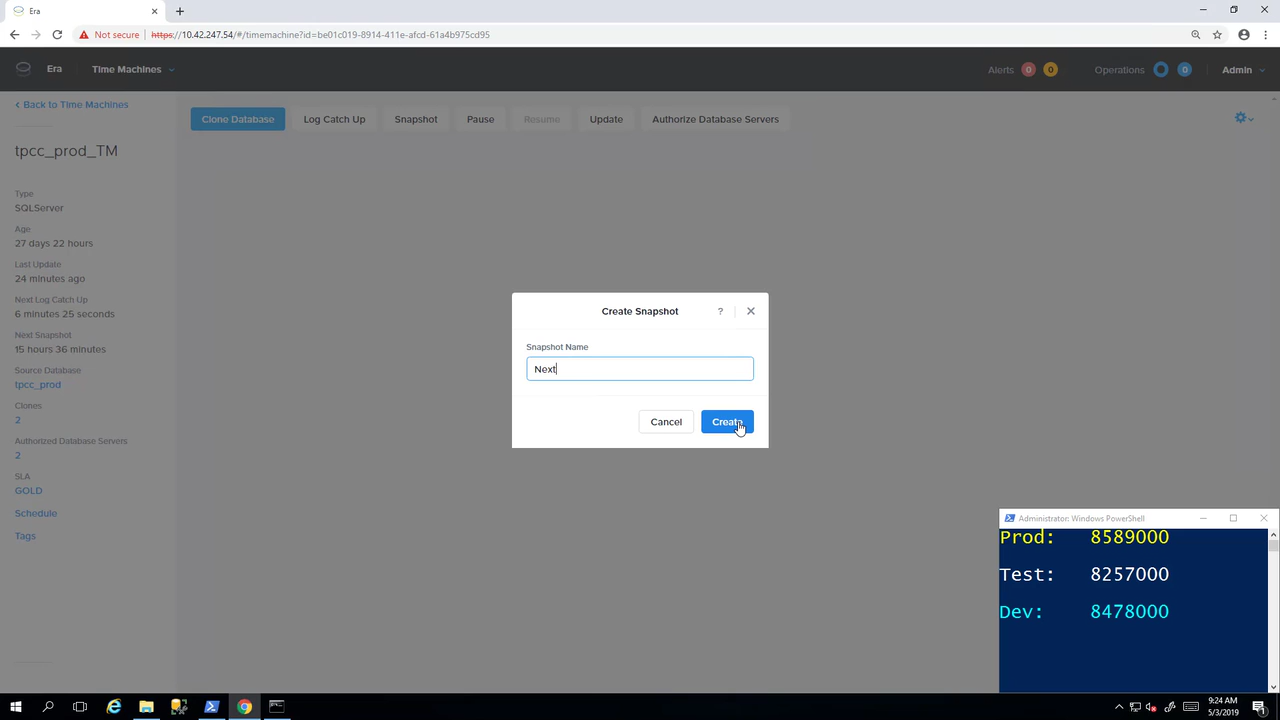 Era
Not secure
https://10.42.247.54/#/timemachine?id=be01c019-8914-411e-afcd-61a4b975cd95
Era
Time Machines
Alerts 0 0
Operations 0
Admin
Back to Time Machines
Clone Database
Log Catch Up
Snapshot
Pause
Resume
Update
Authorize Database Servers
tpcc_prod_TM
Type
SQLServer
Age
27 days 22 hours
Last Update
24 minutes ago
Next Log Catch Up
6 minutes 25 seconds
Next Snapshot
15 hours 36 minutes
Source Database
tpcc_prod
Clones
2
Authorized Database Servers
2
SLA
GOLD
Schedule
Tags
Create Snapshot
?
Snapshot Name
Next
Cancel
Create
Administrator: Windows PowerShell
Prod: 8589000
Test: 8257000
Dev: 8478000
9:24 AM
5/3/2019
1